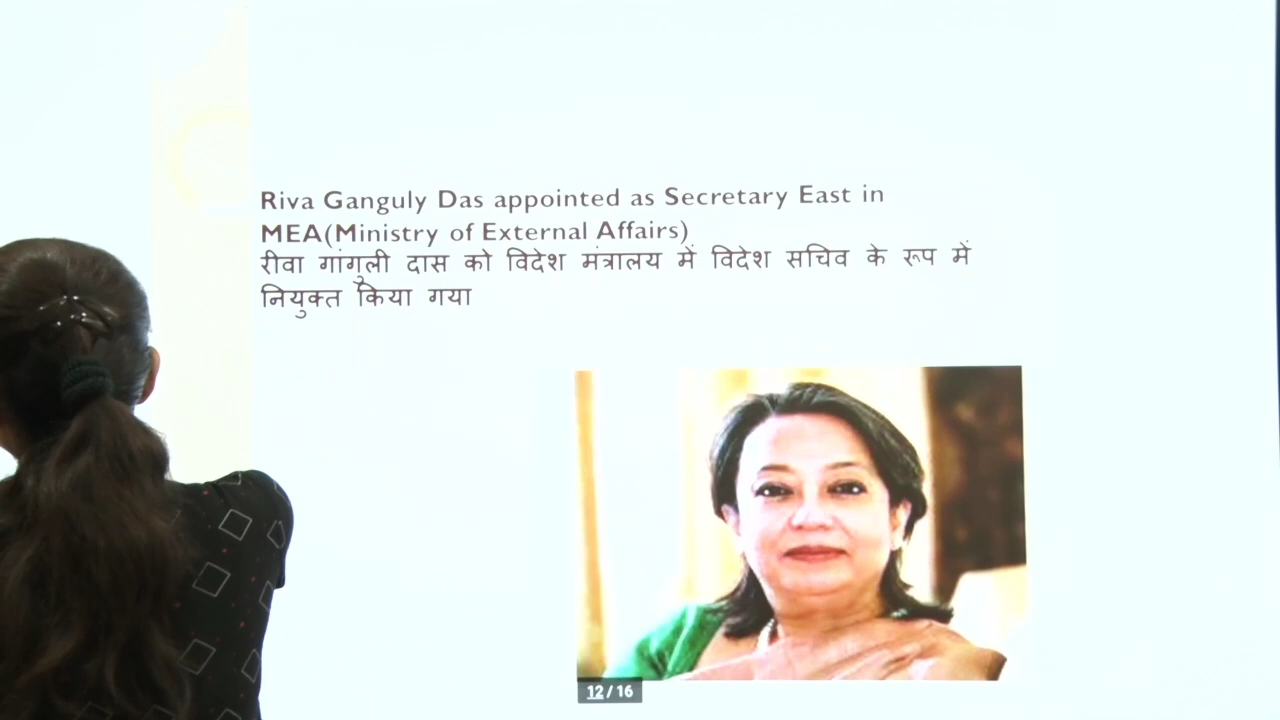 Riva Ganguly Das appointed as Secretary East in
MEA(Ministry of External Affairs)
रीवा गांगुली दास को विदेश मंत्रालय में विदेश सचिव के रूप में
नियुक्त किया गया
12 / 16